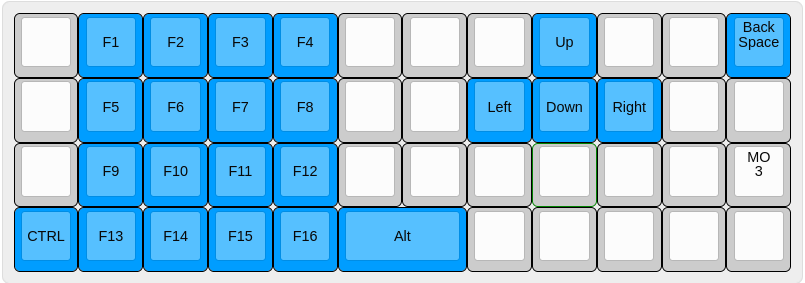 F1 F2 F3 F4 Up Back
Space
F5 F6 F7 F8 Left Down Right
F9 F10 F11 F12 MO
3
CTRL F13 F14 F15 F16 Alt